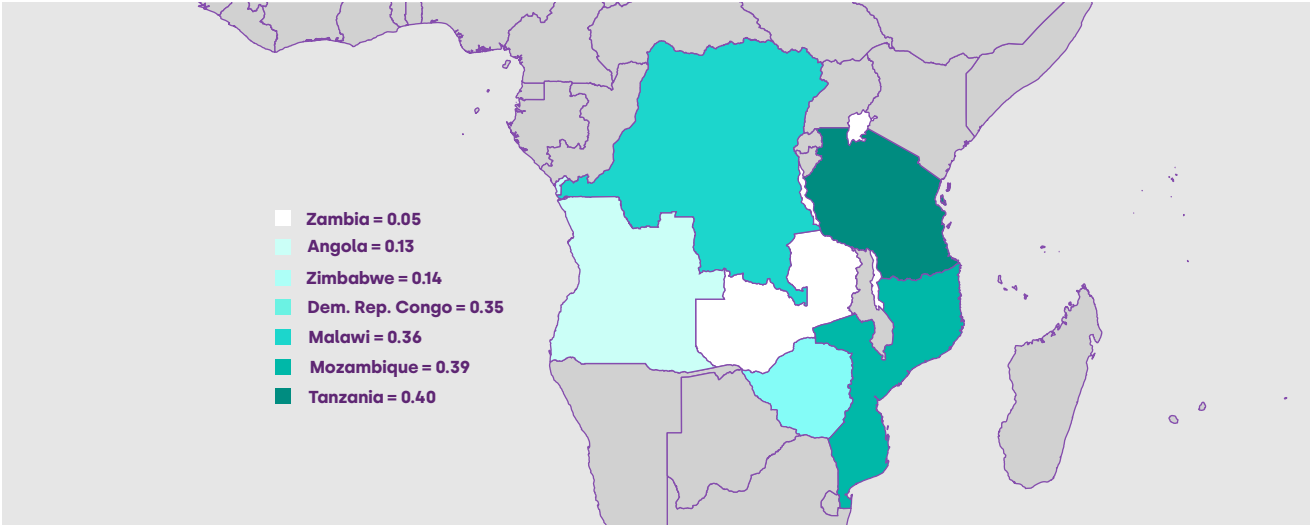 Zambia = 0.05
Angola = 0.13
Zimbabwe = 0.14
Dem. Rep. Congo = 0.35
Malawi = 0.36
Mozambique = 0.39
Tanzania = 0.40